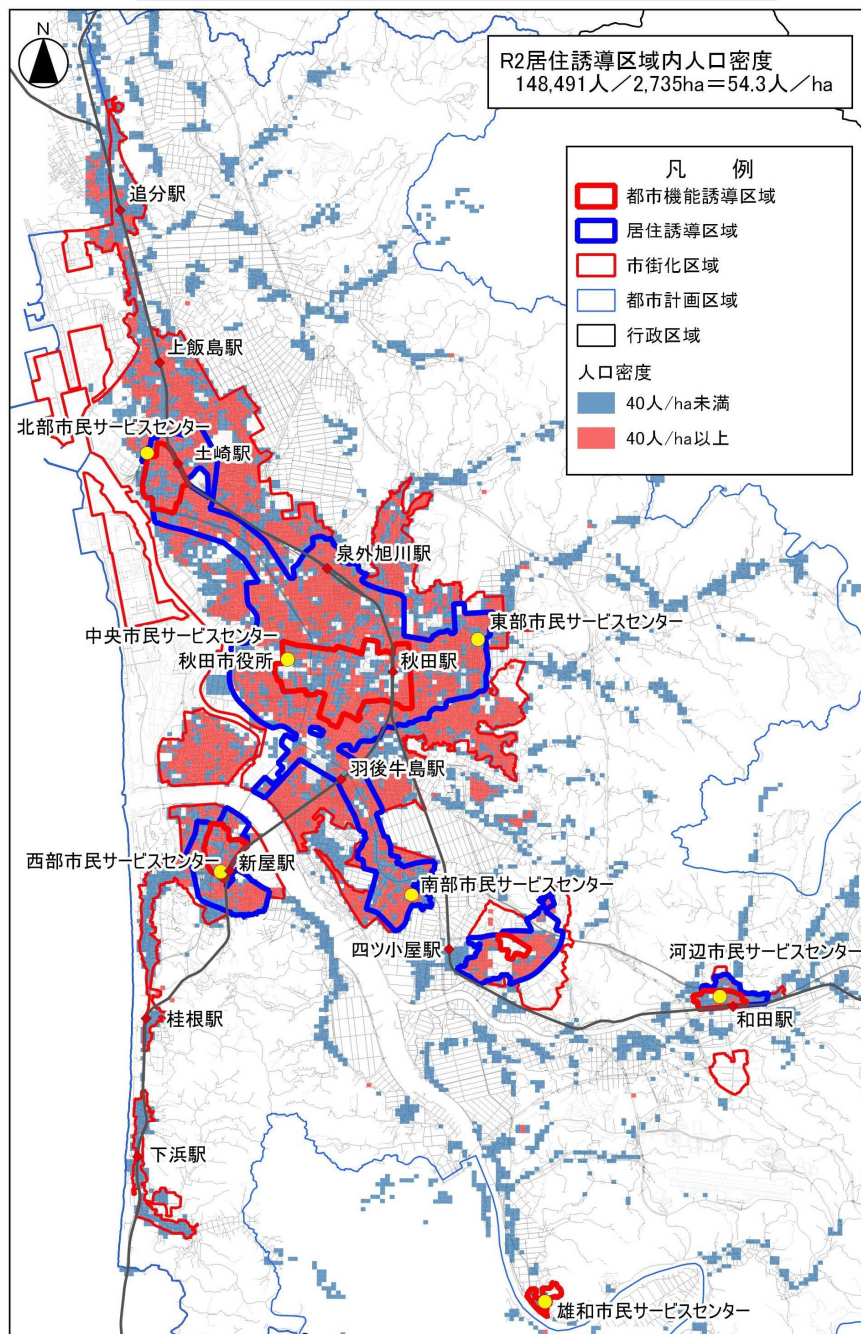 N
R2居住誘導区域内人口密度
148,491人／2,735ha＝54.3人／ha
凡 例
都市機能誘導区域
居住誘導区域
市街化区域
都市計画区域
行政区域
人口密度
40人/ha未満
40人/ha以上
追分駅
上飯島駅
北部市民サービスセンター
土崎駅
泉外旭川駅
東部市民サービスセンター
中央市民サービスセンター
秋田市役所
秋田駅
羽後牛島駅
西部市民サービスセンター
新屋駅
南部市民サービスセンター
四ツ小屋駅
河辺市民サービスセンター
和田駅
桂根駅
下浜駅
雄和市民サービスセンター